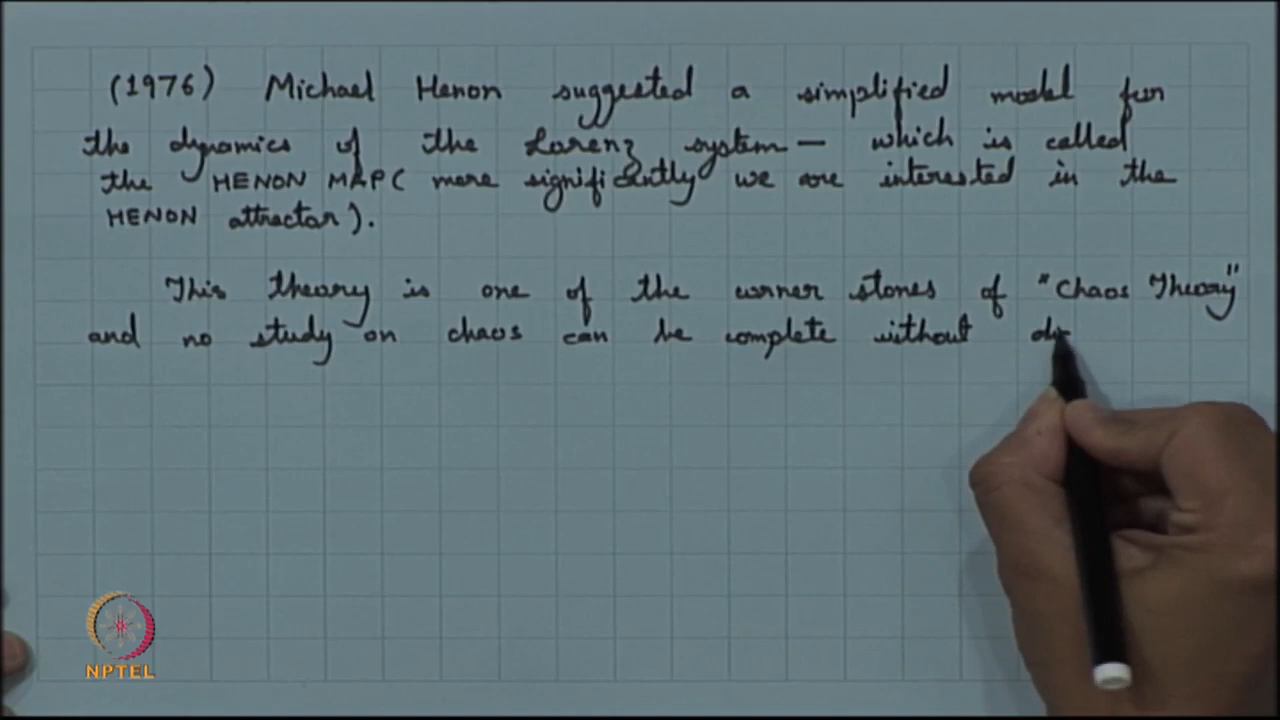 (1976) Michael Henon suggested a simplified model for
the dynamics of the Lorenz system — which is called
the HENON MAP ( more significantly we are interested in the
HENON attractor ).
This theory is one of the corner stones of "Chaos Theory"
and no study on chaos can be complete without
NPTEL